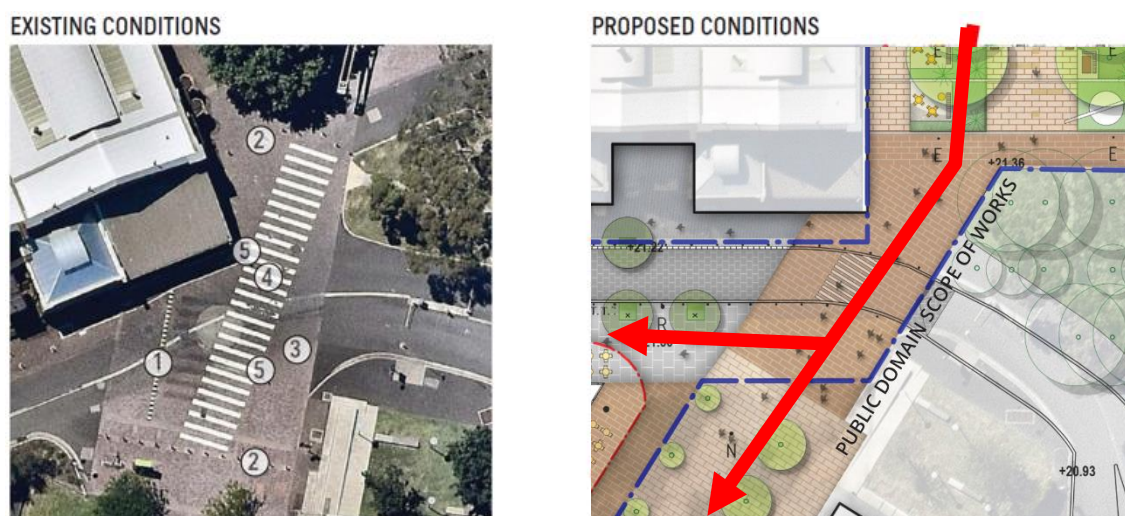 EXISTING CONDITIONS
2
5
4
1
3
5
2
PROPOSED CONDITIONS
E
E
E
E
+21.36
+21.22
R
N
PUBLIC DOMAIN SCOPE OF WORKS
+20.93